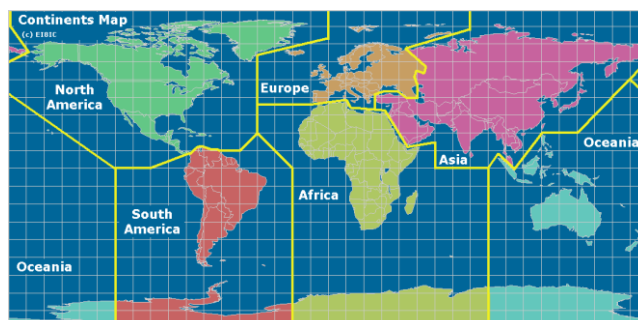 Continents Map
(c) EIBIC
North
America
Europe
Oceania
Asia
Africa
South
America
Oceania